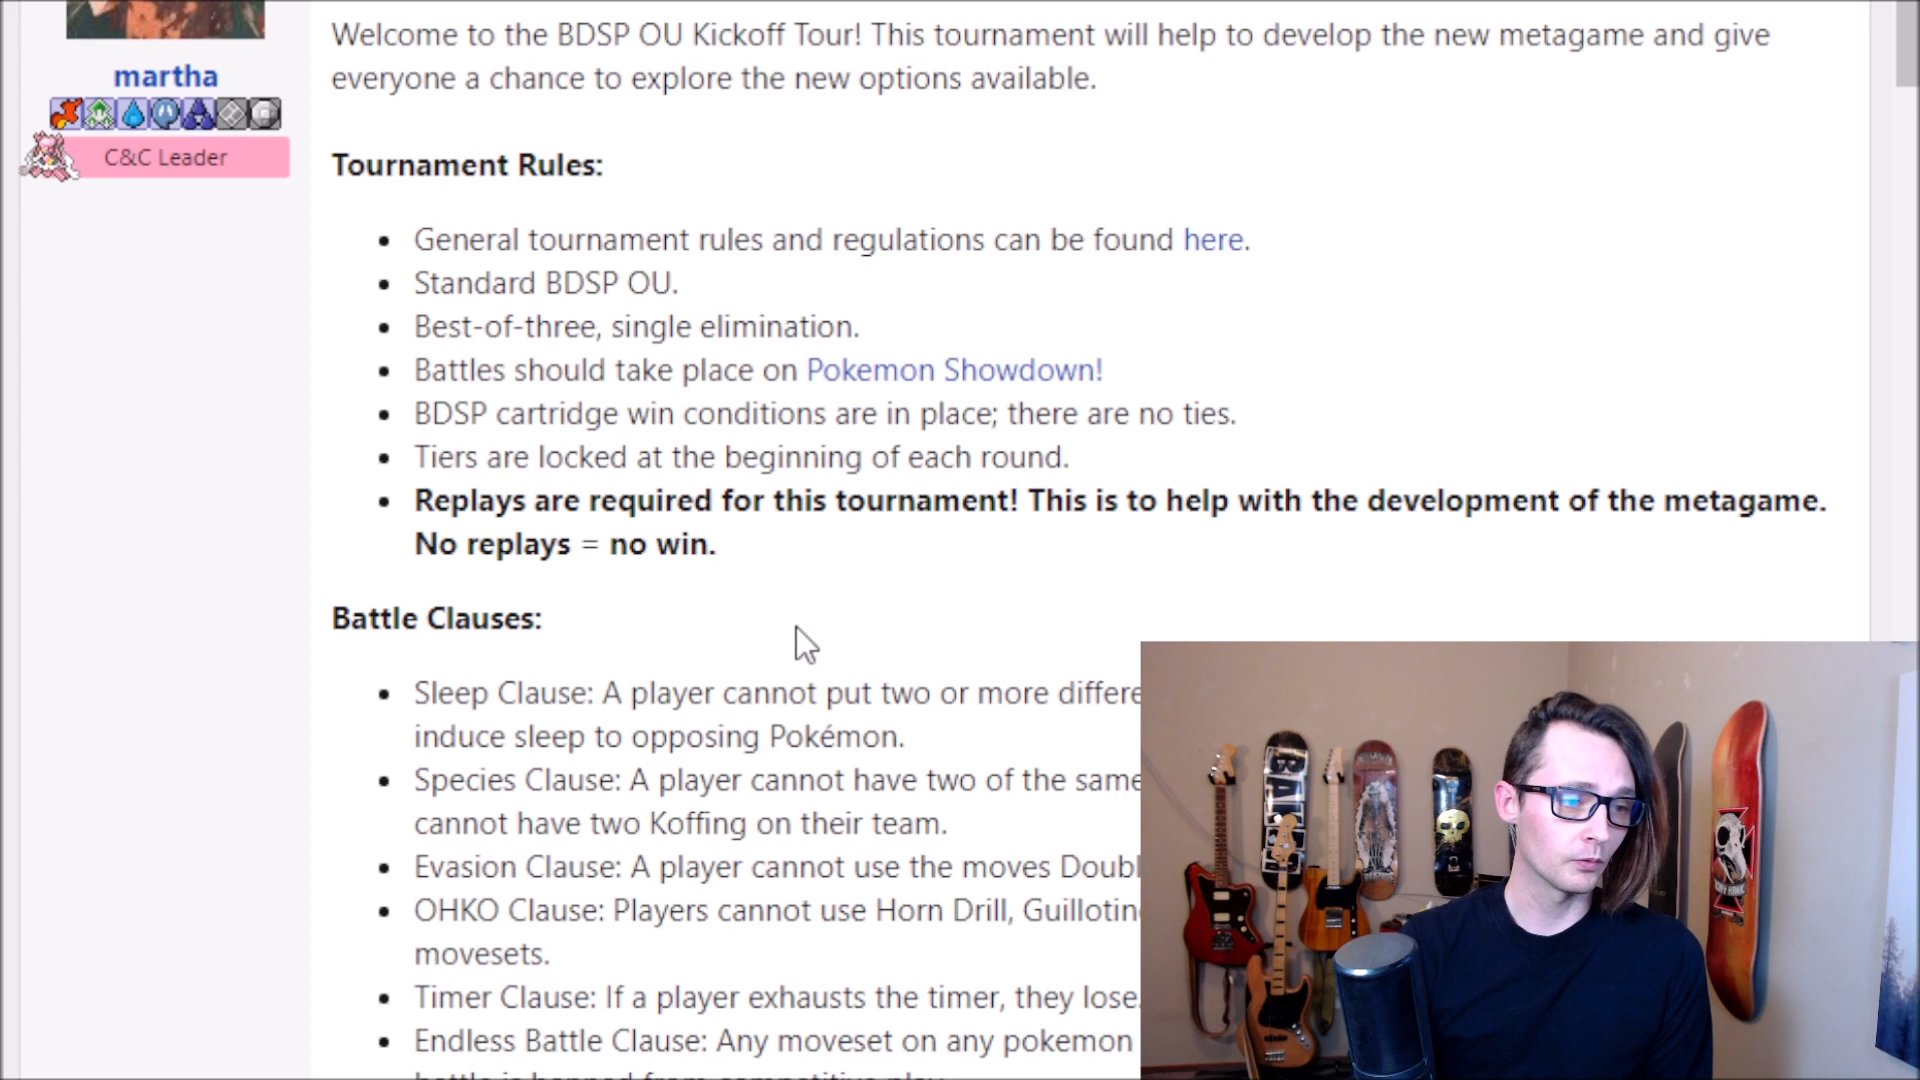 Welcome to the BDSP OU Kickoff Tour! This tournament will help to develop the new metagame and give
everyone a chance to explore the new options available.
martha
C&C Leader
Tournament Rules:
General tournament rules and regulations can be found here.
Standard BDSP OU.
Best-of-three, single elimination.
Battles should take place on Pokemon Showdown!
BDSP cartridge win conditions are in place; there are no ties.
Tiers are locked at the beginning of each round.
Replays are required for this tournament! This is to help with the development of the metagame.
No replays = no win.
Battle Clauses:
Sleep Clause: A player cannot put two or more differe
induce sleep to opposing Pokémon.
Species Clause: A player cannot have two of the same
cannot have two Koffing on their team.
Evasion Clause: A player cannot use the moves Doubl
OHKO Clause: Players cannot use Horn Drill, Guillotin
movesets.
Timer Clause: If a player exhausts the timer, they lose.
Endless Battle Clause: Any moveset on any pokemon